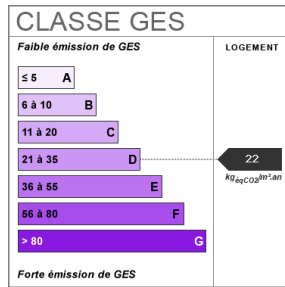 CLASSE GES
Faible émission de GES
LOGEMENT
≤ 5 A
6 à 10 B
11 à 20 C
21 à 35 D
22
kgéqCO2/m².an
36 à 55 E
56 à 80 F
> 80 G
Forte émission de GES